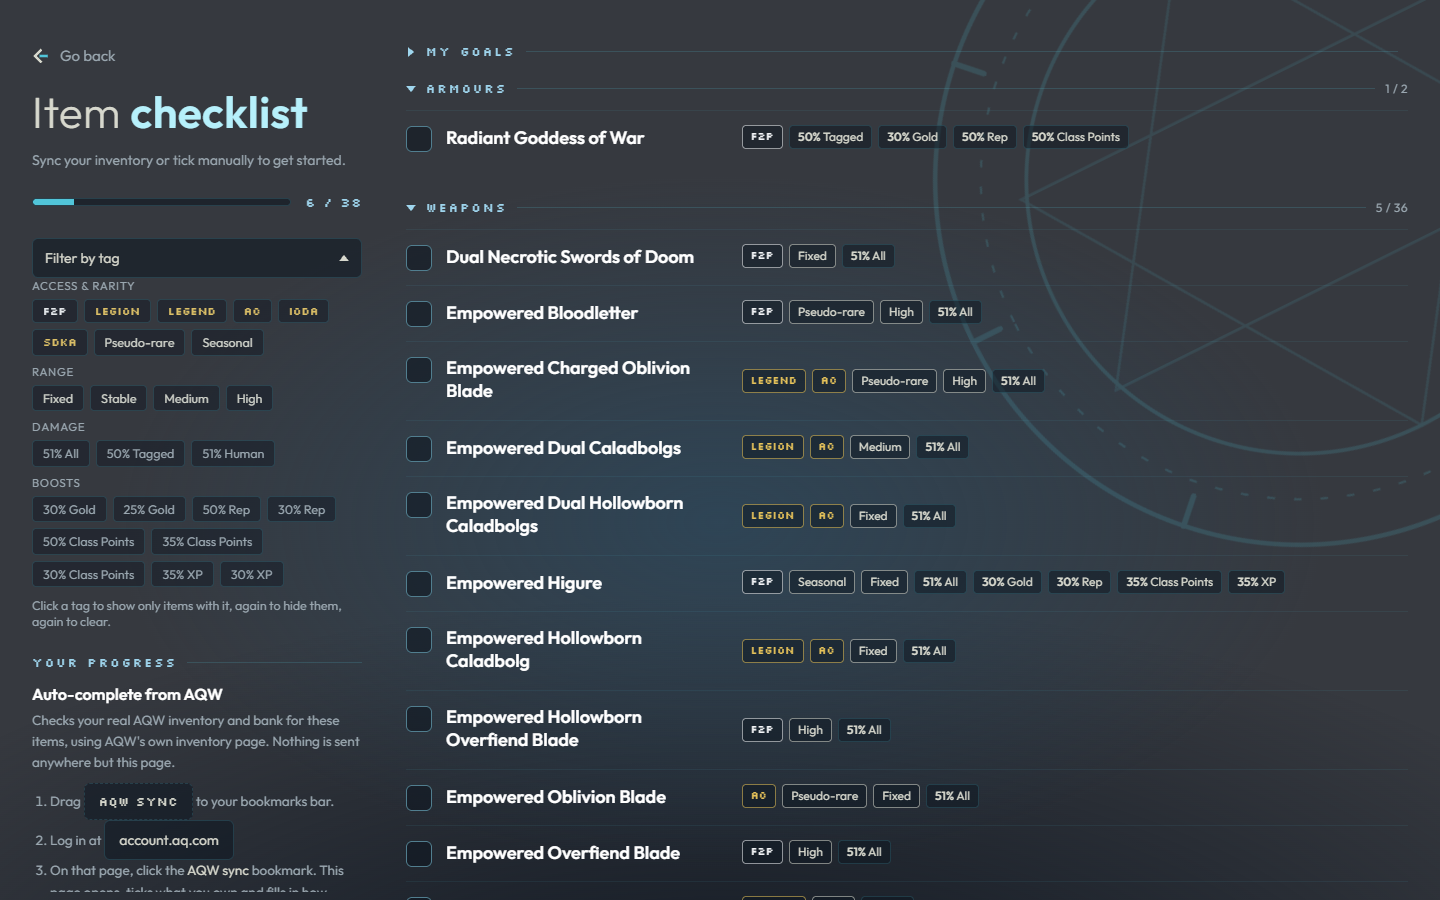 Go back
Item checklist
Sync your inventory or tick manually to get started.
6 / 38
Filter by tag
ACCESS & RARITY
F2P LEGION LEGEND AC IODA
SDKA Pseudo-rare Seasonal
RANGE
Fixed Stable Medium High
DAMAGE
51% All 50% Tagged 51% Human
BOOSTS
30% Gold 25% Gold 50% Rep 30% Rep
50% Class Points 35% Class Points
30% Class Points 35% XP 30% XP
Click a tag to show only items with it, again to hide them,
again to clear.
YOUR PROGRESS
Auto-complete from AQW
Checks your real AQW inventory and bank for these
items, using AQW's own inventory page. Nothing is sent
anywhere but this page.
1. Drag AQW SYNC to your bookmarks bar.
2. Log in at account.aq.com
3. On that page, click the AQW sync bookmark. This
page opens, ticks what you own and fills in how
MY GOALS
ARMOURS 1 / 2
Radiant Goddess of War F2P 50% Tagged 30% Gold 50% Rep 50% Class Points
WEAPONS 5 / 36
Dual Necrotic Swords of Doom F2P Fixed 51% All
Empowered Bloodletter F2P Pseudo-rare High 51% All
Empowered Charged Oblivion
Blade
LEGEND AC Pseudo-rare High 51% All
Empowered Dual Caladbolgs LEGION AC Medium 51% All
Empowered Dual Hollowborn
Caladbolgs
LEGION AC Fixed 51% All
Empowered Higure F2P Seasonal Fixed 51% All 30% Gold 30% Rep 35% Class Points 35% XP
Empowered Hollowborn
Caladbolg
LEGION AC Fixed 51% All
Empowered Hollowborn
Overfiend Blade
F2P High 51% All
Empowered Oblivion Blade AC Pseudo-rare Fixed 51% All
Empowered Overfiend Blade F2P High 51% All